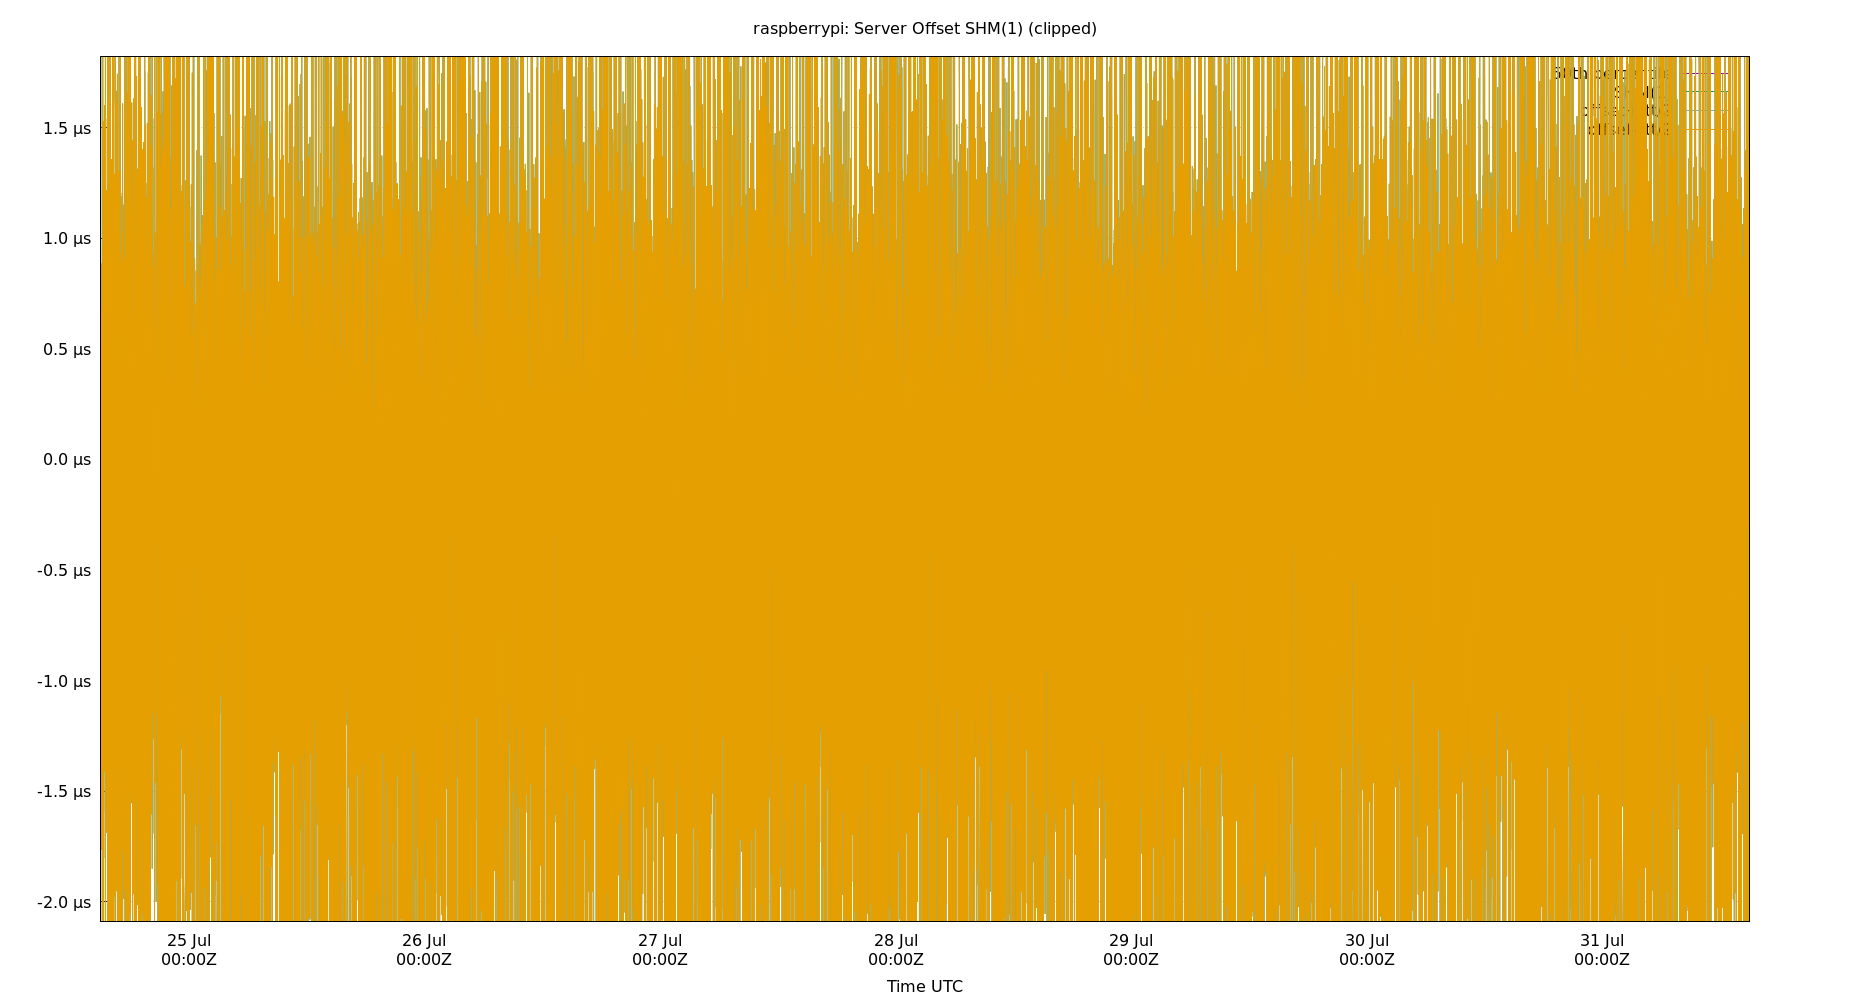 raspberrypi: Server Offset SHM(1) (clipped)
1.5 µs
1.0 µs
0.5 µs
0.0 µs
-0.5 µs
-1.0 µs
-1.5 µs
-2.0 µs
25 Jul 26 Jul 27 Jul 28 Jul 29 Jul 30 Jul 31 Jul
00:00Z 00:00Z 00:00Z 00:00Z 00:00Z 00:00Z 00:00Z
Time UTC